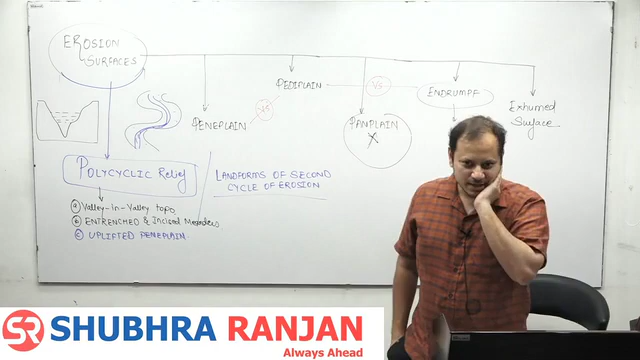 EROSION
SURFACES
PEDIPLAIN
VS
ENDRUMPF
PENEPLAIN
VS
PANPLAIN
X
Exhumed
Surface
POLYCYCLIC Relief
LANDFORMS OF SECOND
CYCLE OF EROSION
(a) Valley-In-Valley topo.
(b) ENTRENCHED & Incised Meanders
(c) UPLIFTED PENEPLAIN
SR SHUBHRA RANJAN
Always Ahead